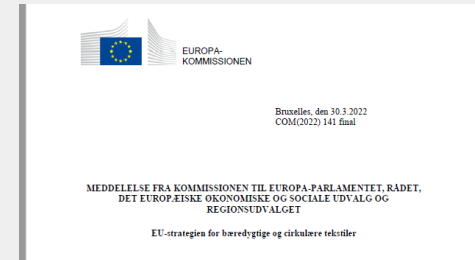 EUROPA-
KOMMISSIONEN
Bruxelles, den 30.3.2022
COM(2022) 141 final
MEDDELELSE FRA KOMMISSIONEN TIL EUROPA-PARLAMENTET, RÅDET,
DET EUROPÆISKE ØKONOMISKE OG SOCIALE UDVALG OG
REGIONSUDVALGET
EU-strategien for bæredygtige og cirkulære tekstiler